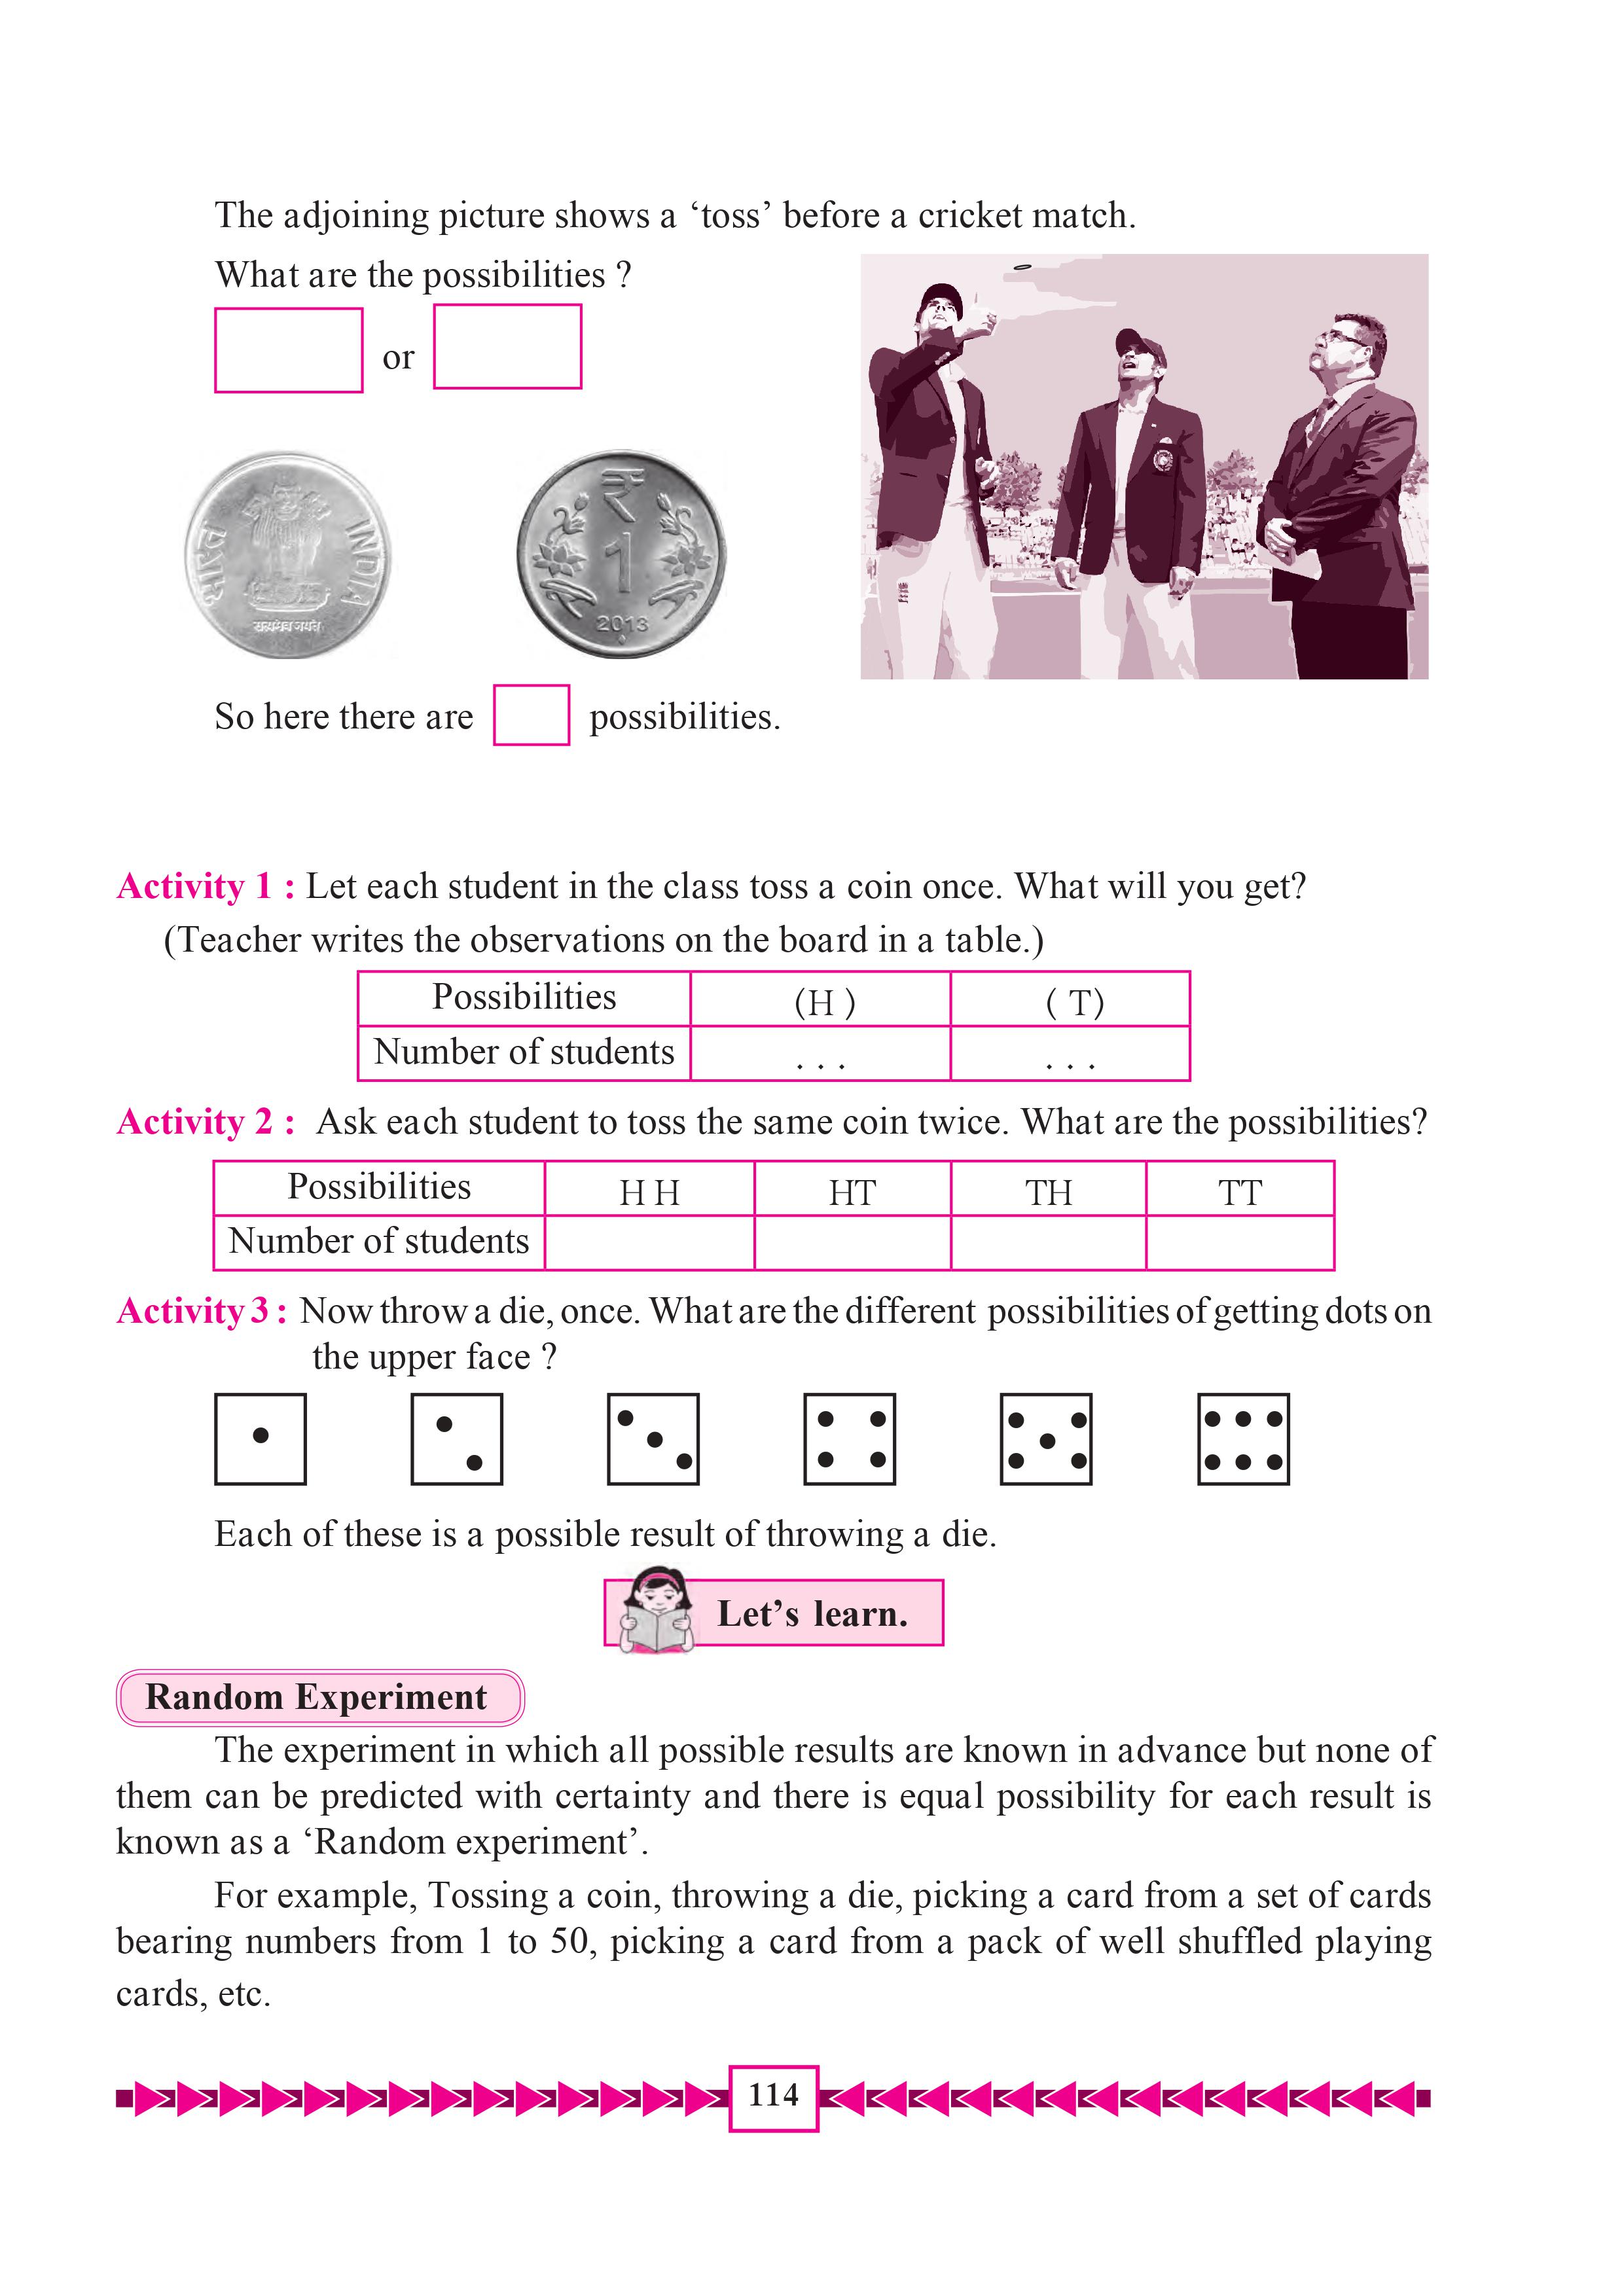 The adjoining picture shows a ‘toss’ before a cricket match.
What are the possibilities ?
or
भारत
INDIA
सत्यमेव जयते
₹
1
2013
So here there are possibilities.
Activity 1 : Let each student in the class toss a coin once. What will you get?
(Teacher writes the observations on the board in a table.)
Possibilities (H ) ( T)
Number of students . . . . . .
Activity 2 : Ask each student to toss the same coin twice. What are the possibilities?
Possibilities H H HT TH TT
Number of students
Activity 3 : Now throw a die, once. What are the different possibilities of getting dots on
the upper face ?
Each of these is a possible result of throwing a die.
Let’s learn.
Random Experiment
The experiment in which all possible results are known in advance but none of
them can be predicted with certainty and there is equal possibility for each result is
known as a ‘Random experiment’.
For example, Tossing a coin, throwing a die, picking a card from a set of cards
bearing numbers from 1 to 50, picking a card from a pack of well shuffled playing
cards, etc.
114